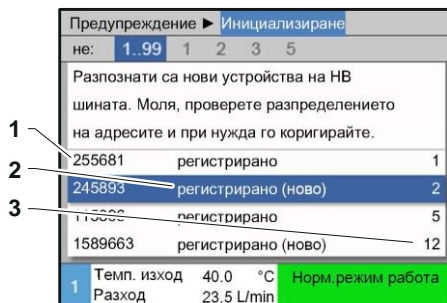 Предупреждение ► Инициализиране
не: 1..99 1 2 3 5
Разпознати са нови устройства на HB
шината. Моля, проверете разпределението
на адресите и при нужда го коригирайте.
1
255681 регистрирано 1
2
245893 регистрирано (ново) 2
3
регистрирано 5
1589663 регистрирано (ново) 12
1 Темп. изход 40.0 °C Норм.режим работа
Разход 23.5 L/min